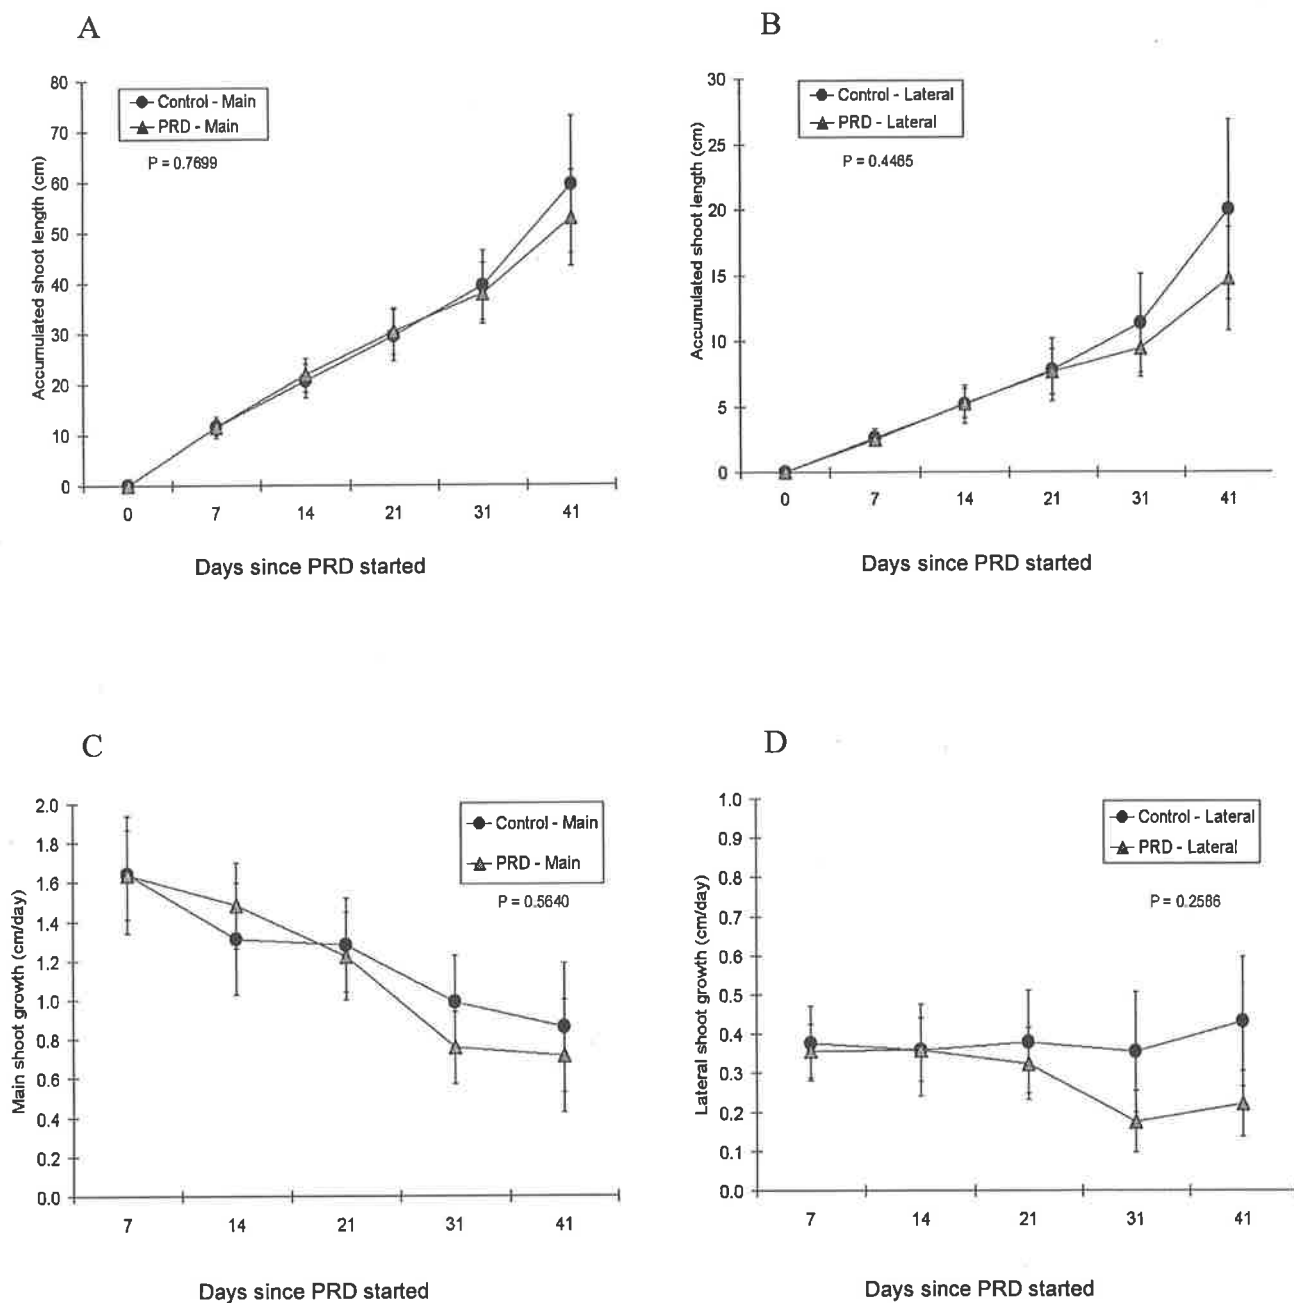 A
80
70
60
50
40
30
20
10
0
Accumulated shoot length (cm)
Control - Main
PRD - Main
P = 0.7699
0 7 14 21 31 41
Days since PRD started
B
30
25
20
15
10
5
0
Accumulated shoot length (cm)
Control - Lateral
PRD - Lateral
P = 0.4465
0 7 14 21 31 41
Days since PRD started
C
2.0
1.8
1.6
1.4
1.2
1.0
0.8
0.6
0.4
0.2
0.0
Main shoot growth (cm/day)
Control - Main
PRD - Main
P = 0.5640
7 14 21 31 41
Days since PRD started
D
1.0
0.9
0.8
0.7
0.6
0.5
0.4
0.3
0.2
0.1
0.0
Lateral shoot growth (cm/day)
Control - Lateral
PRD - Lateral
P = 0.2586
7 14 21 31 41
Days since PRD started